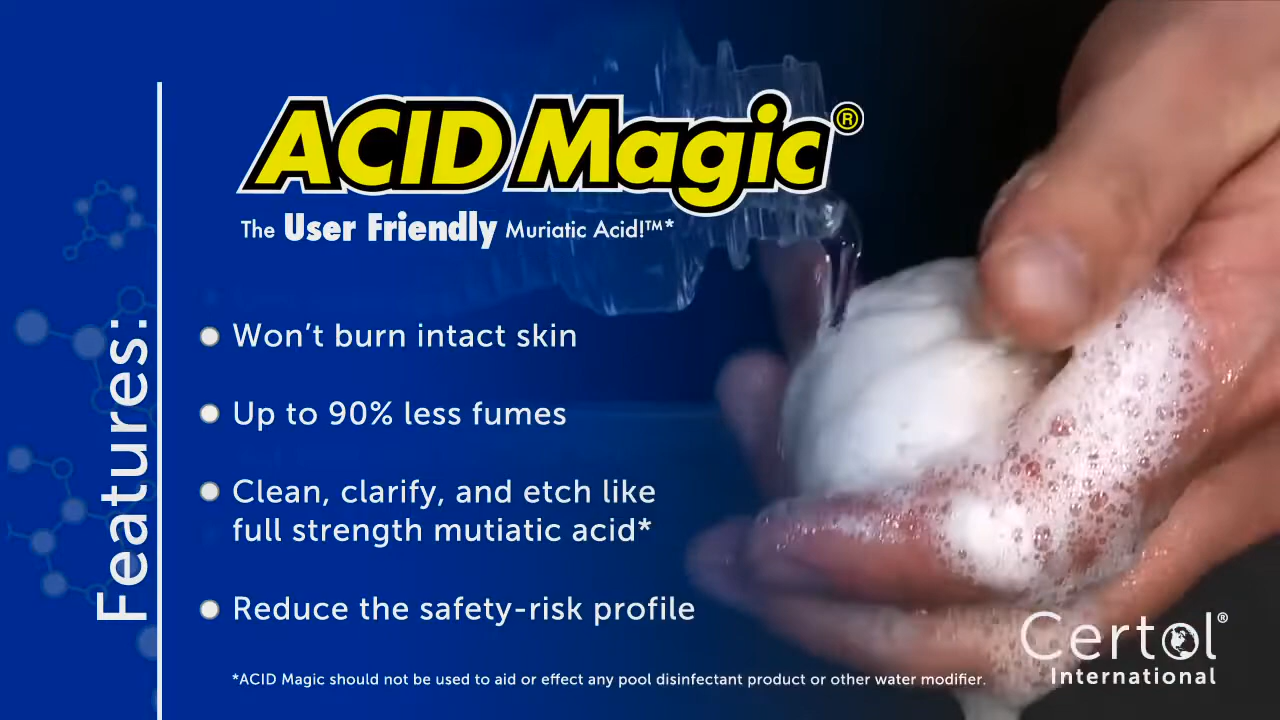 ACID Magic®
The User Friendly Muriatic Acid!™*
Features:
Won't burn intact skin
Up to 90% less fumes
Clean, clarify, and etch like
full strength mutiatic acid*
Reduce the safety-risk profile
*ACID Magic should not be used to aid or effect any pool disinfectant product or other water modifier.
Certol®
International